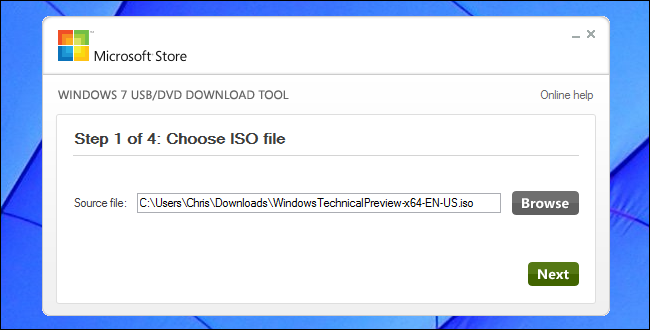 Microsoft Store
WINDOWS 7 USB/DVD DOWNLOAD TOOL
Online help
Step 1 of 4: Choose ISO file
Source file:
C:\Users\Chris\Downloads\WindowsTechnicalPreview-x64-EN-US.iso
Browse
Next